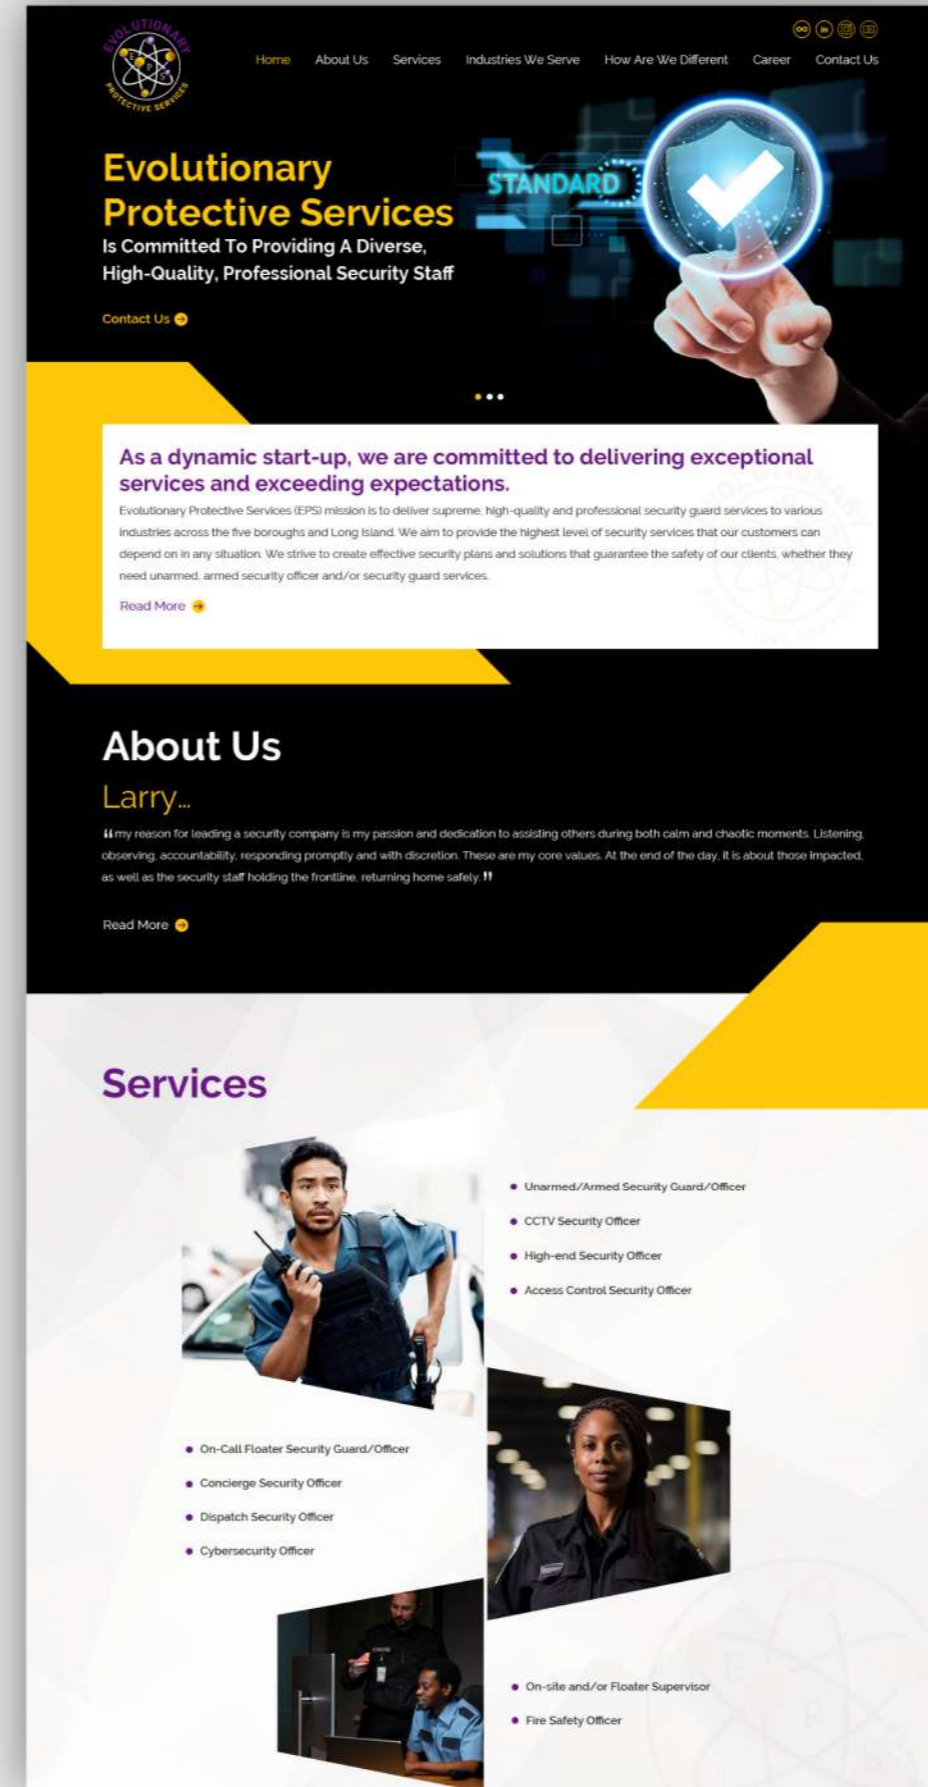 EVOLUTIONARY
E P S
PROTECTIVE SERVICES
Home About Us Services Industries We Serve How Are We Different Career Contact Us
Evolutionary
Protective Services
Is Committed To Providing A Diverse,
High-Quality, Professional Security Staff
STANDARD
Contact Us
As a dynamic start-up, we are committed to delivering exceptional
services and exceeding expectations.
Evolutionary Protective Services (EPS) mission is to deliver supreme, high-quality and professional security guard services to various
industries across the five boroughs and Long Island. We aim to provide the highest level of security services that our customers can
depend on in any situation. We strive to create effective security plans and solutions that guarantee the safety of our clients, whether they
need unarmed, armed security officer and/or security guard services.
Read More
About Us
Larry...
“my reason for leading a security company is my passion and dedication to assisting others during both calm and chaotic moments. Listening,
observing, accountability, responding promptly and with discretion. These are my core values. At the end of the day, it is about those impacted,
as well as the security staff holding the frontline, returning home safely.”
Read More
Services
Unarmed/Armed Security Guard/Officer
CCTV Security Officer
High-end Security Officer
Access Control Security Officer
On-Call Floater Security Guard/Officer
Concierge Security Officer
Dispatch Security Officer
Cybersecurity Officer
On-site and/or Floater Supervisor
Fire Safety Officer